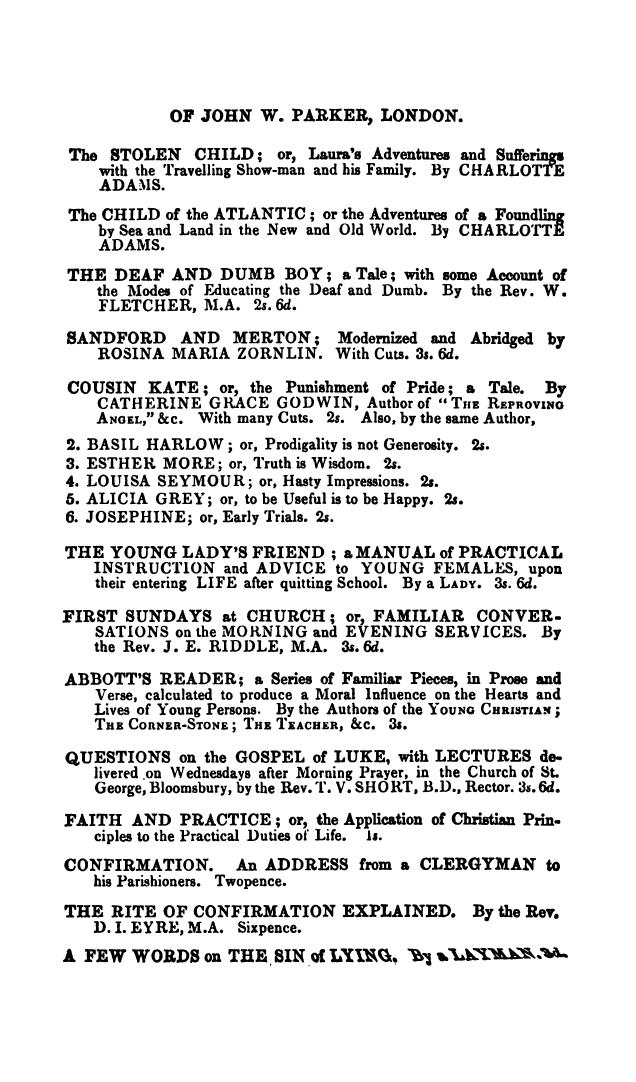 OF JOHN W. PARKER, LONDON.
The STOLEN CHILD; or, Laura's Adventures and Sufferings
with the Travelling Show-man and his Family. By CHARLOTTE
ADAMS.
The CHILD of the ATLANTIC; or the Adventures of a Foundling
by Sea and Land in the New and Old World. By CHARLOTTE
ADAMS.
THE DEAF AND DUMB BOY; a Tale; with some Account of
the Modes of Educating the Deaf and Dumb. By the Rev. W.
FLETCHER, M.A. 2s. 6d.
SANDFORD AND MERTON; Modernized and Abridged by
ROSINA MARIA ZORNLIN. With Cuts. 3s. 6d.
COUSIN KATE; or, the Punishment of Pride; a Tale. By
CATHERINE GRACE GODWIN, Author of "THE REPROVING
ANGEL," &c. With many Cuts. 2s. Also, by the same Author,
2. BASIL HARLOW; or, Prodigality is not Generosity. 2s.
3. ESTHER MORE; or, Truth is Wisdom. 2s.
4. LOUISA SEYMOUR; or, Hasty Impressions. 2s.
5. ALICIA GREY; or, to be Useful is to be Happy. 2s.
6. JOSEPHINE; or, Early Trials. 2s.
THE YOUNG LADY'S FRIEND; a MANUAL of PRACTICAL
INSTRUCTION and ADVICE to YOUNG FEMALES, upon
their entering LIFE after quitting School. By a LADY. 3s. 6d.
FIRST SUNDAYS at CHURCH; or, FAMILIAR CONVER-
SATIONS on the MORNING and EVENING SERVICES. By
the Rev. J. E. RIDDLE, M.A. 3s. 6d.
ABBOTT'S READER; a Series of Familiar Pieces, in Prose and
Verse, calculated to produce a Moral Influence on the Hearts and
Lives of Young Persons. By the Authors of the YOUNG CHRISTIAN;
THE CORNER-STONE; THE TEACHER, &c. 3s.
QUESTIONS on the GOSPEL of LUKE, with LECTURES de-
livered on Wednesdays after Morning Prayer, in the Church of St.
George, Bloomsbury, by the Rev. T. V. SHORT, B.D., Rector. 3s. 6d.
FAITH AND PRACTICE; or, the Application of Christian Prin-
ciples to the Practical Duties of Life. 1s.
CONFIRMATION. An ADDRESS from a CLERGYMAN to
his Parishioners. Twopence.
THE RITE OF CONFIRMATION EXPLAINED. By the Rev.
D. I. EYRE, M.A. Sixpence.
A FEW WORDS on THE SIN of LYING. By a LAYMAN. 3d.